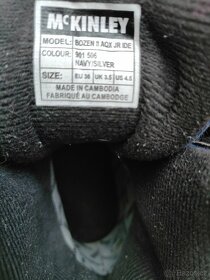 McKINLEY
MODEL: BOZEN II AQX JR IDE
COLOUR: 901 506
NAVY/SILVER
SIZE: EU 36 UK 3.5 US 4.5
MADE IN CAMBODIA
FABRIQUÉ AU CAMBODGE